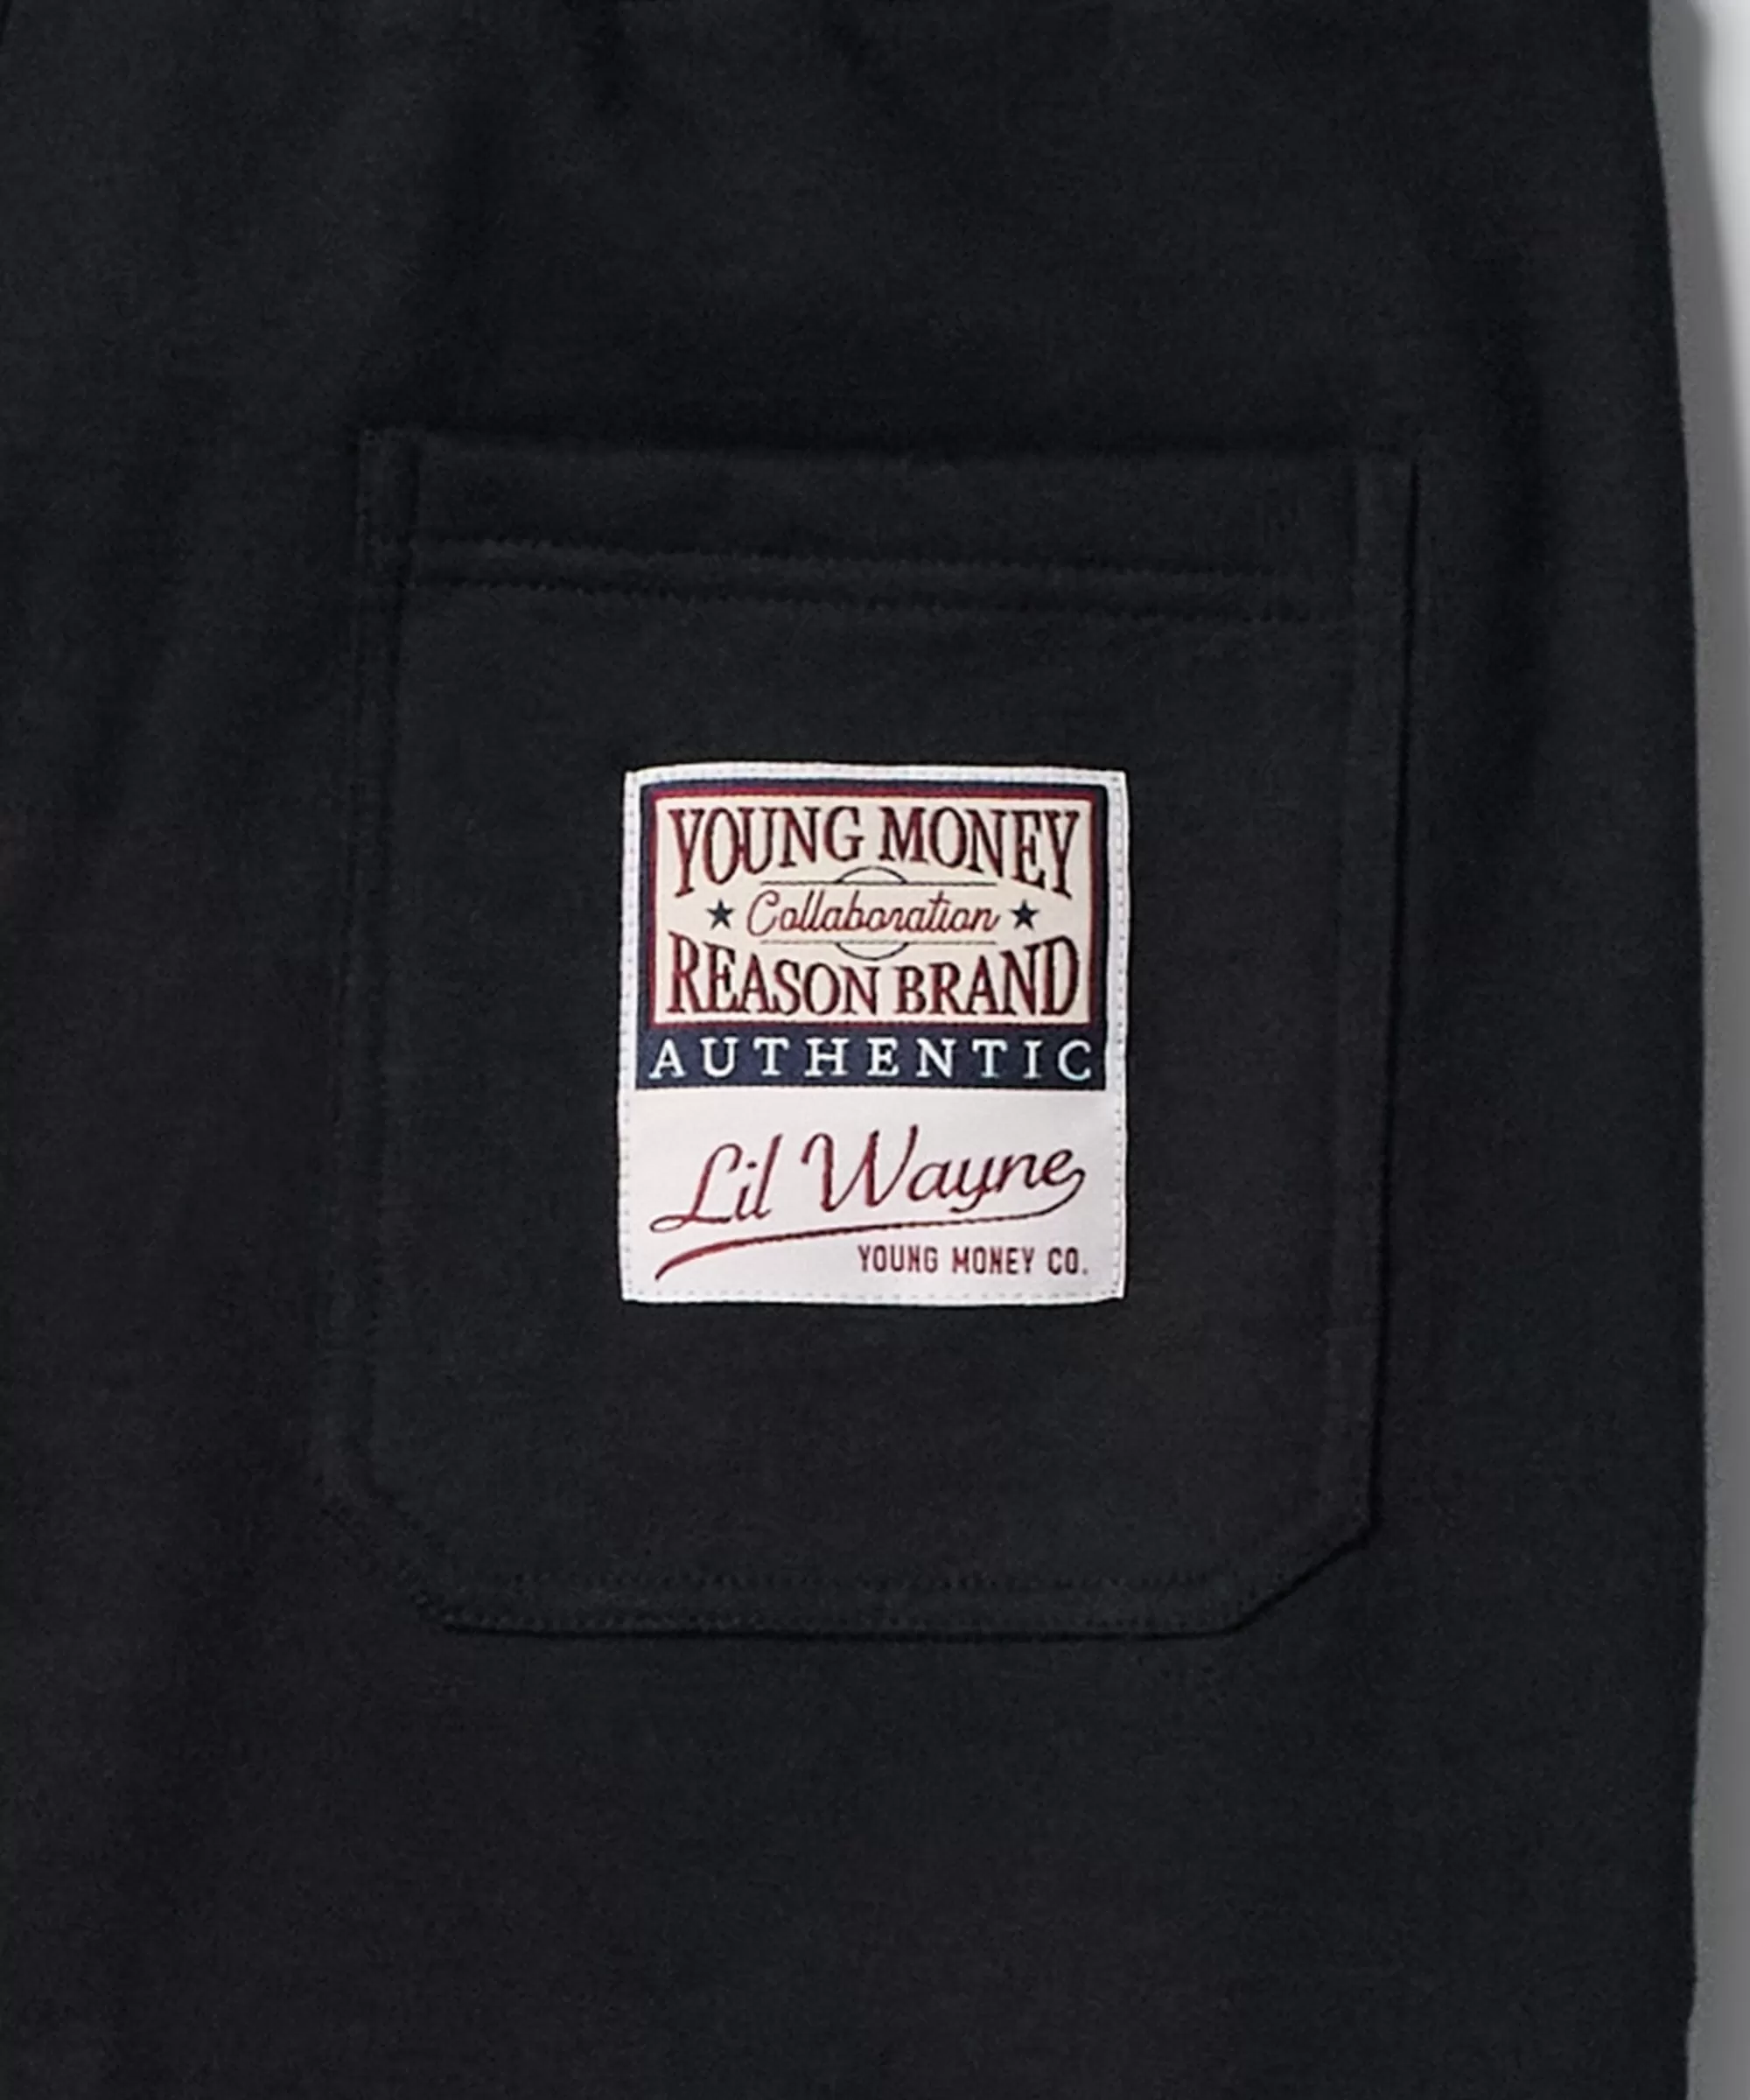 YOUNG MONEY
Collaboration
REASON BRAND
AUTHENTIC
Lil Wayne
YOUNG MONEY CO.